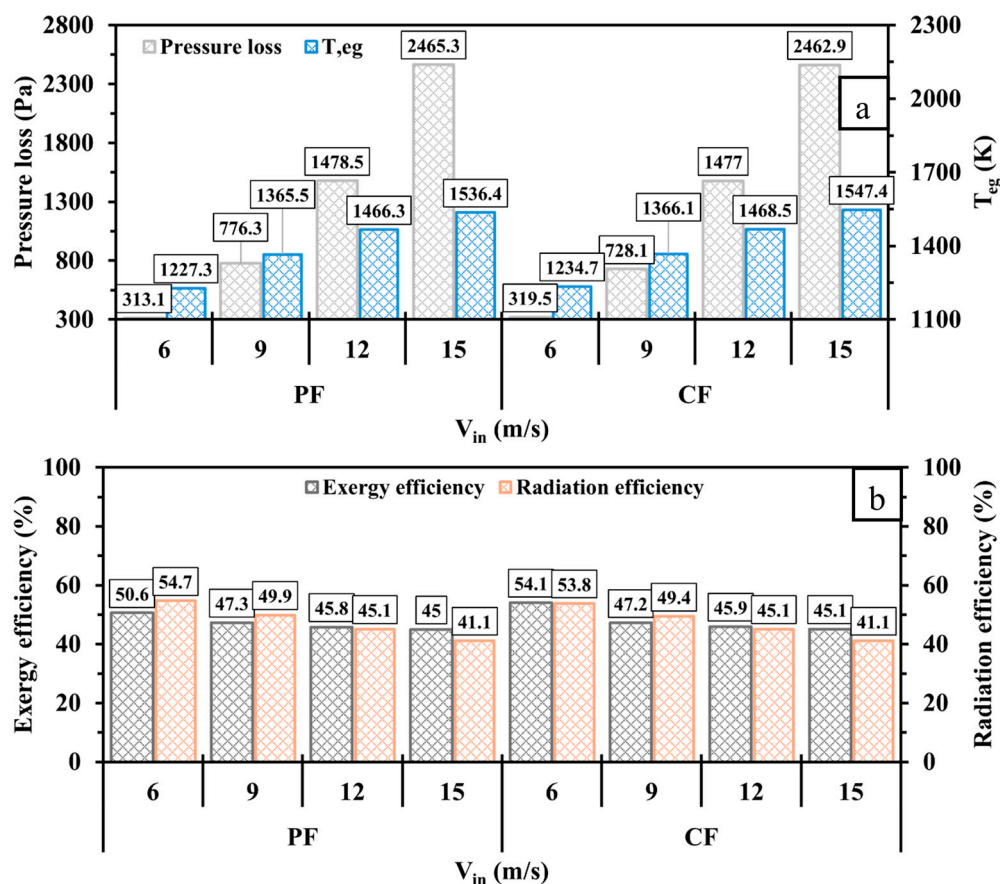 2800
2300
1800
1300
800
300
Pressure loss (Pa)
Pressure loss T,eg
2465.3
2462.9
1478.5
1477
1365.5
1466.3
1536.4
776.3
1227.3
313.1
1366.1
1468.5
1547.4
728.1
1234.7
319.5
a
2300
2000
1700
1400
1100
Teg (K)
6 9 12 15 6 9 12 15
PF CF
Vin (m/s)
100
80
60
40
20
0
Exergy efficiency (%)
Exergy efficiency Radiation efficiency
b
50.6 54.7 47.3 49.9 45.8 45.1 45 41.1 54.1 53.8 47.2 49.4 45.9 45.1 45.1 41.1
100
80
60
40
20
0
Radiation efficiency (%)
6 9 12 15 6 9 12 15
PF CF
Vin (m/s)